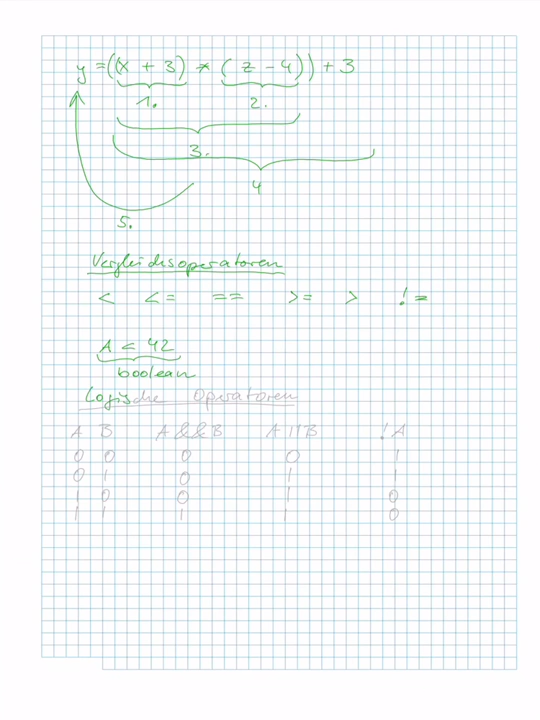 y = ((x + 3) * (z - 4)) + 3
1. 2.
3.
4
5.
Vergleichsoperatoren
< <= == >= > !=
A < 42
boolean
Logische Operatoren
A B A && B A || B !A
0 0 0 0 1
0 1 0 1 1
1 0 0 1 0
1 1 1 1 0